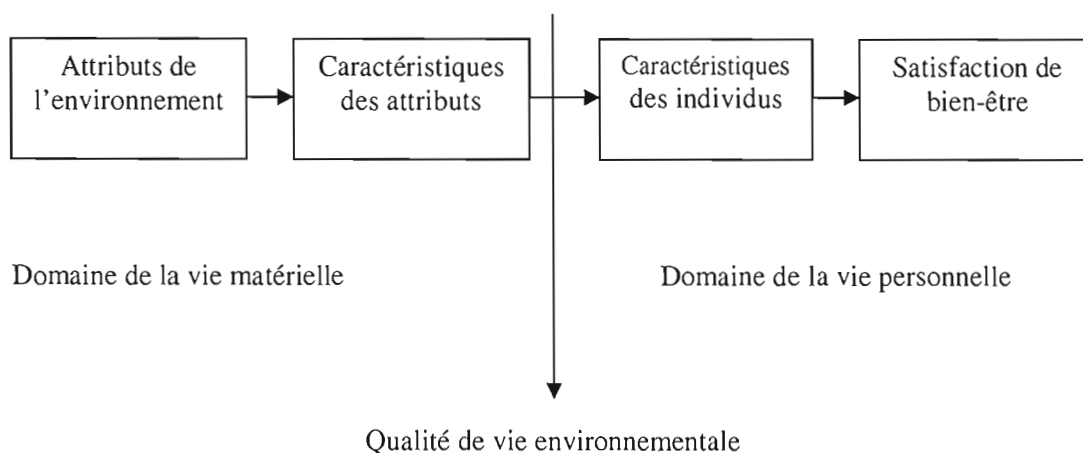 Attributs de
l'environnement
Caractéristiques
des attributs
Caractéristiques
des individus
Satisfaction de
bien-être
Domaine de la vie matérielle
Domaine de la vie personnelle
Qualité de vie environnementale